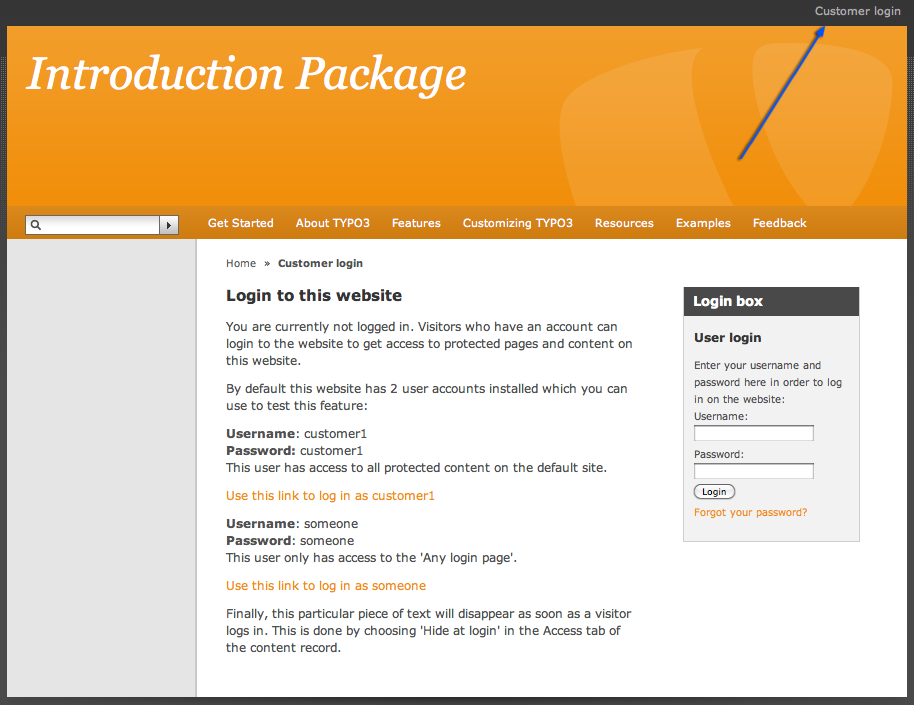 Customer login
Introduction Package
Get Started About TYPO3 Features Customizing TYPO3 Resources Examples Feedback
Home » Customer login
Login to this website
You are currently not logged in. Visitors who have an account can
login to the website to get access to protected pages and content on
this website.
By default this website has 2 user accounts installed which you can
use to test this feature:
Username: customer1
Password: customer1
This user has access to all protected content on the default site.
Use this link to log in as customer1
Username: someone
Password: someone
This user only has access to the 'Any login page'.
Use this link to log in as someone
Finally, this particular piece of text will disappear as soon as a visitor
logs in. This is done by choosing 'Hide at login' in the Access tab of
the content record.
Login box
User login
Enter your username and
password here in order to log
in on the website:
Username:
Password:
Login
Forgot your password?